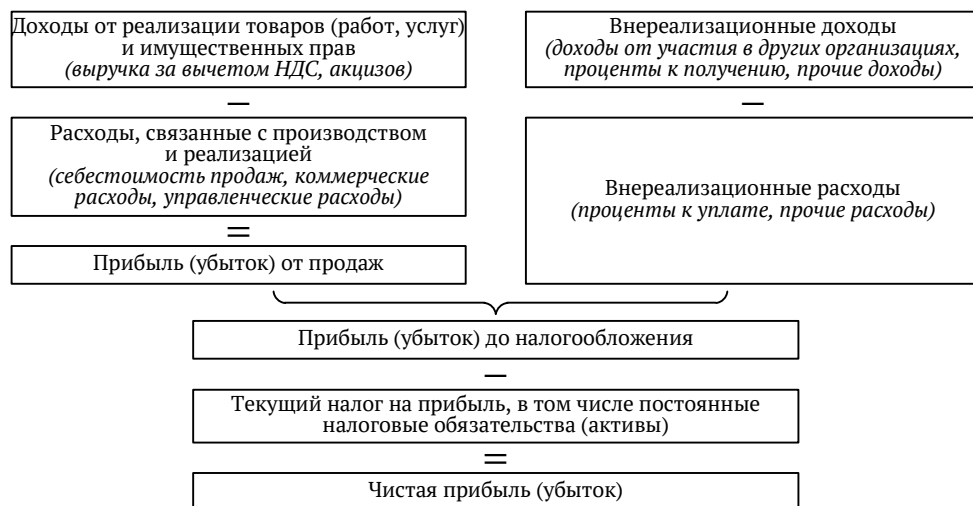 Доходы от реализации товаров (работ, услуг)
и имущественных прав
(выручка за вычетом НДС, акцизов)
—
Расходы, связанные с производством
и реализацией
(себестоимость продаж, коммерческие
расходы, управленческие расходы)
=
Прибыль (убыток) от продаж
Внереализационные доходы
(доходы от участия в других организациях,
проценты к получению, прочие доходы)
—
Внереализационные расходы
(проценты к уплате, прочие расходы)
Прибыль (убыток) до налогообложения
—
Текущий налог на прибыль, в том числе постоянные
налоговые обязательства (активы)
=
Чистая прибыль (убыток)